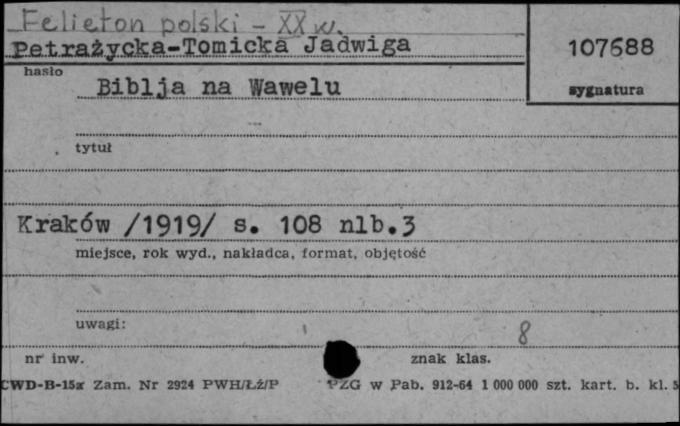 Felieton polski - XX w.
Petrażycka-Tomicka Jadwiga
107688
hasło
Biblja na Wawelu
sygnatura
tytuł
Kraków /1919/ s. 108 nlb.3
miejsce, rok wyd., nakładca, format, objętość
uwagi:
8
nr inw.
znak klas.
CWD-B-15a Zam. Nr 2924 PWH/Łź/P PZG w Pab. 912-64 1 000 000 szt. kart. b. kl. 5